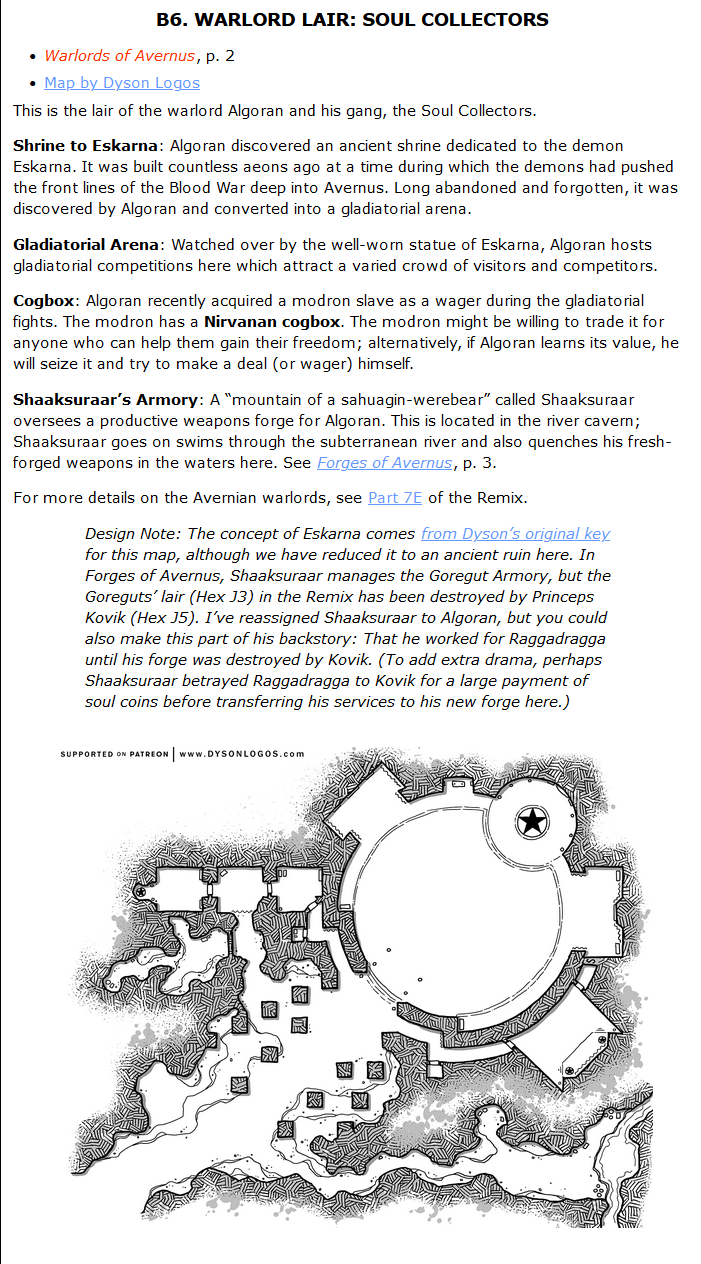 B6. WARLORD LAIR: SOUL COLLECTORS
• Warlords of Avernus, p. 2
• Map by Dyson Logos
This is the lair of the warlord Algoran and his gang, the Soul Collectors.
Shrine to Eskarna: Algoran discovered an ancient shrine dedicated to the demon
Eskarna. It was built countless aeons ago at a time during which the demons had pushed
the front lines of the Blood War deep into Avernus. Long abandoned and forgotten, it was
discovered by Algoran and converted into a gladiatorial arena.
Gladiatorial Arena: Watched over by the well-worn statue of Eskarna, Algoran hosts
gladiatorial competitions here which attract a varied crowd of visitors and competitors.
Cogbox: Algoran recently acquired a modron slave as a wager during the gladiatorial
fights. The modron has a Nirvanan cogbox. The modron might be willing to trade it for
anyone who can help them gain their freedom; alternatively, if Algoran learns its value, he
will seize it and try to make a deal (or wager) himself.
Shaaksuraar’s Armory: A “mountain of a sahuagin-werebear” called Shaaksuraar
oversees a productive weapons forge for Algoran. This is located in the river cavern;
Shaaksuraar goes on swims through the subterranean river and also quenches his fresh-
forged weapons in the waters here. See Forges of Avernus, p. 3.
For more details on the Avernian warlords, see Part 7E of the Remix.
Design Note: The concept of Eskarna comes from Dyson’s original key
for this map, although we have reduced it to an ancient ruin here. In
Forges of Avernus, Shaaksuraar manages the Goregut Armory, but the
Goreguts’ lair (Hex J3) in the Remix has been destroyed by Princeps
Kovik (Hex J5). I’ve reassigned Shaaksuraar to Algoran, but you could
also make this part of his backstory: That he worked for Raggadragga
until his forge was destroyed by Kovik. (To add extra drama, perhaps
Shaaksuraar betrayed Raggadragga to Kovik for a large payment of
soul coins before transferring his services to his new forge here.)
SUPPORTED ON PATREON | www.DYSONLOGOS.com